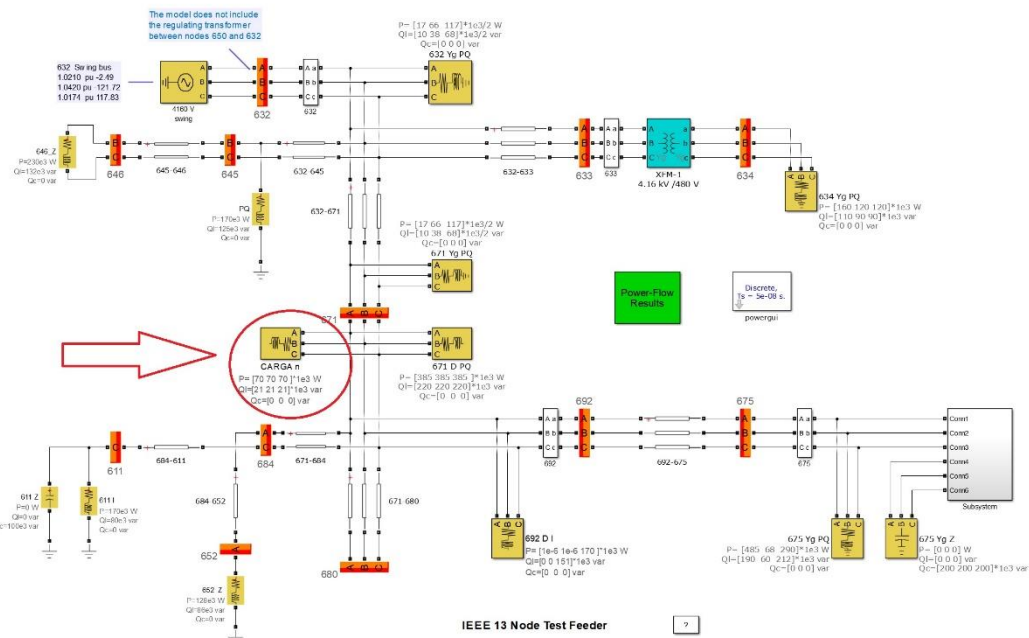 The model does not include
the regulating transformer
between nodes 650 and 632
P= [17 66 117]*1e3/2 W
Ql=[10 38 68]*1e3/2 var
Qc=[0 0 0] var
632 Yg PQ
632 Swing bus
1.0210 pu -2.49
1.0420 pu -121.72
1.0174 pu 117.83
4160 V
swing
632
632
646_Z
P=230e3 W
Ql=132e3 var
Qc=0 var
646
645-646
645
632-645
PQ
P=170e3 W
Ql=125e3 var
Qc=0 var
632-633
633
633
XFM-1
4.16 kV /480 V
634
634 Yg PQ
P= [160 120 120]*1e3 W
Ql=[110 90 90]*1e3 var
Qc=[0 0 0] var
632-671
P= [17 66 117]*1e3/2 W
Ql=[10 38 68]*1e3/2 var
Qc=[0 0 0] var
671 Yg PQ
671
Power-Flow
Results
Discrete,
Ts = 5e-08 s.
powergui
CARGA n
P= [70 70 70 ]*1e3 W
Ql=[21 21 21]*1e3 var
Qc=[0 0 0] var
671 D PQ
P= [385 385 385 ]*1e3 W
Ql=[220 220 220]*1e3 var
Qc=[0 0 0] var
611
684-611
684
671-684
692
692
692-675
675
675
Conn1
Conn2
Conn3
Conn4
Conn5
Conn6
Subsystem
611 Z
P=0 W
Ql=0 var
c=100e3 var
611 I
P=170e3 W
Ql=80e3 var
Qc=0 var
684 652
671-680
652
652 Z
P=128e3 W
Ql=86e3 var
Qc=0 var
680
692 D I
P= [1e-6 1e-6 170 ]*1e3 W
Ql=[0 0 151]*1e3 var
Qc=[0 0 0] var
675 Yg PQ
P= [485 68 290]*1e3 W
Ql=[190 60 212]*1e3 var
Qc=[0 0 0] var
675 Yg Z
P= [0 0 0] W
Ql=[0 0 0] var
Qc=[200 200 200]*1e3 var
IEEE 13 Node Test Feeder
?